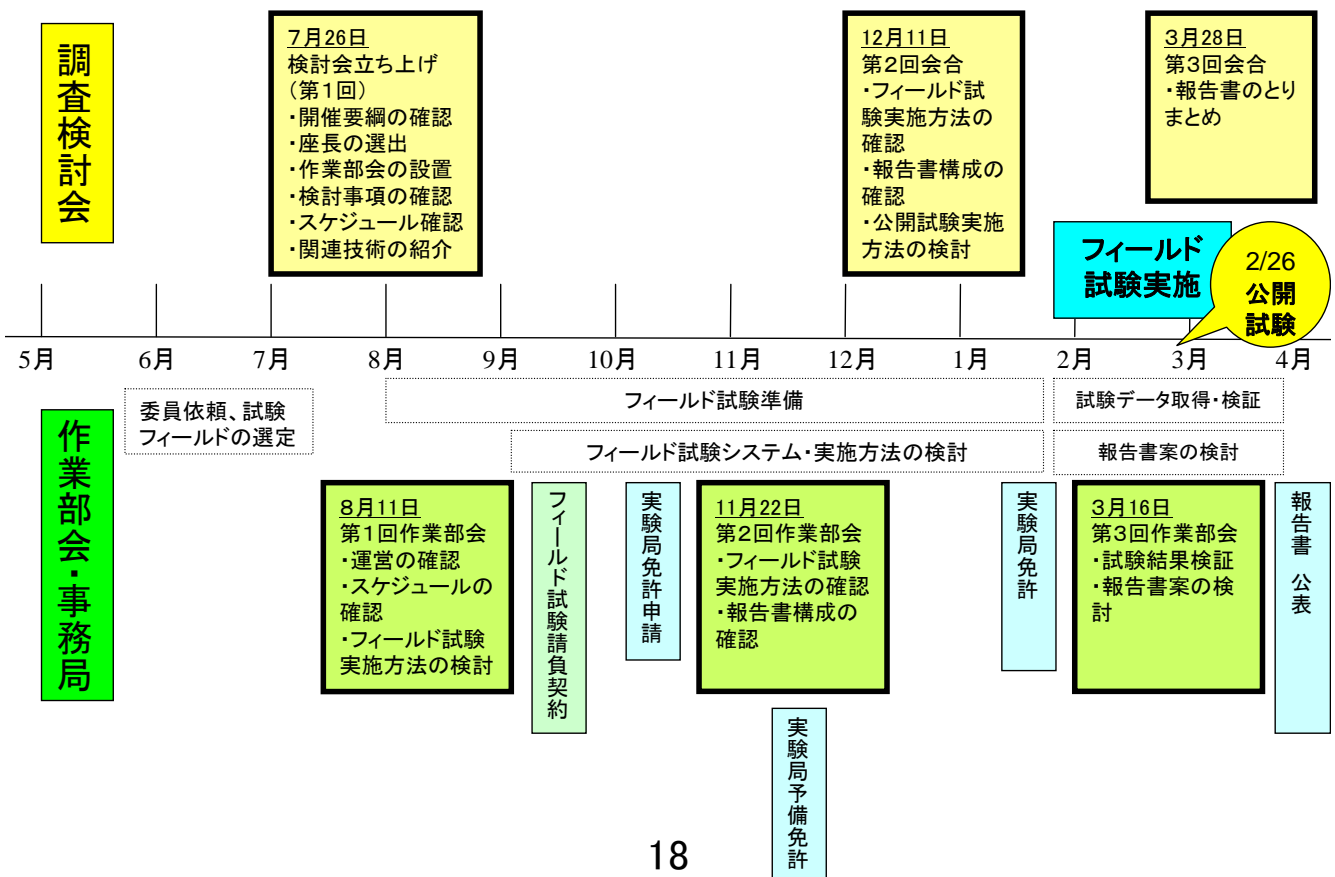 調査検討会
7月26日
検討会立ち上げ
(第1回)
・開催要綱の確認
・座長の選出
・作業部会の設置
・検討事項の確認
・スケジュール確認
・関連技術の紹介
12月11日
第2回会合
・フィールド試
験実施方法の
確認
・報告書構成の
確認
・公開試験実施
方法の検討
3月28日
第3回会合
・報告書のとり
まとめ
フィールド
試験実施
2/26
公開
試験
5月 6月 7月 8月 9月 10月 11月 12月 1月 2月 3月 4月
委員依頼、試験
フィールドの選定
フィールド試験準備
試験データ取得・検証
フィールド試験システム・実施方法の検討
報告書案の検討
作業部会・事務局
8月11日
第1回作業部会
・運営の確認
・スケジュールの
確認
・フィールド試験
実施方法の検討
フィールド試験請負契約
実験局免許申請
11月22日
第2回作業部会
・フィールド試験
実施方法の確認
・報告書構成の
確認
実験局予備免許
実験局免許
3月16日
第3回作業部会
・試験結果検証
・報告書案の検
討
報告書 公表
18